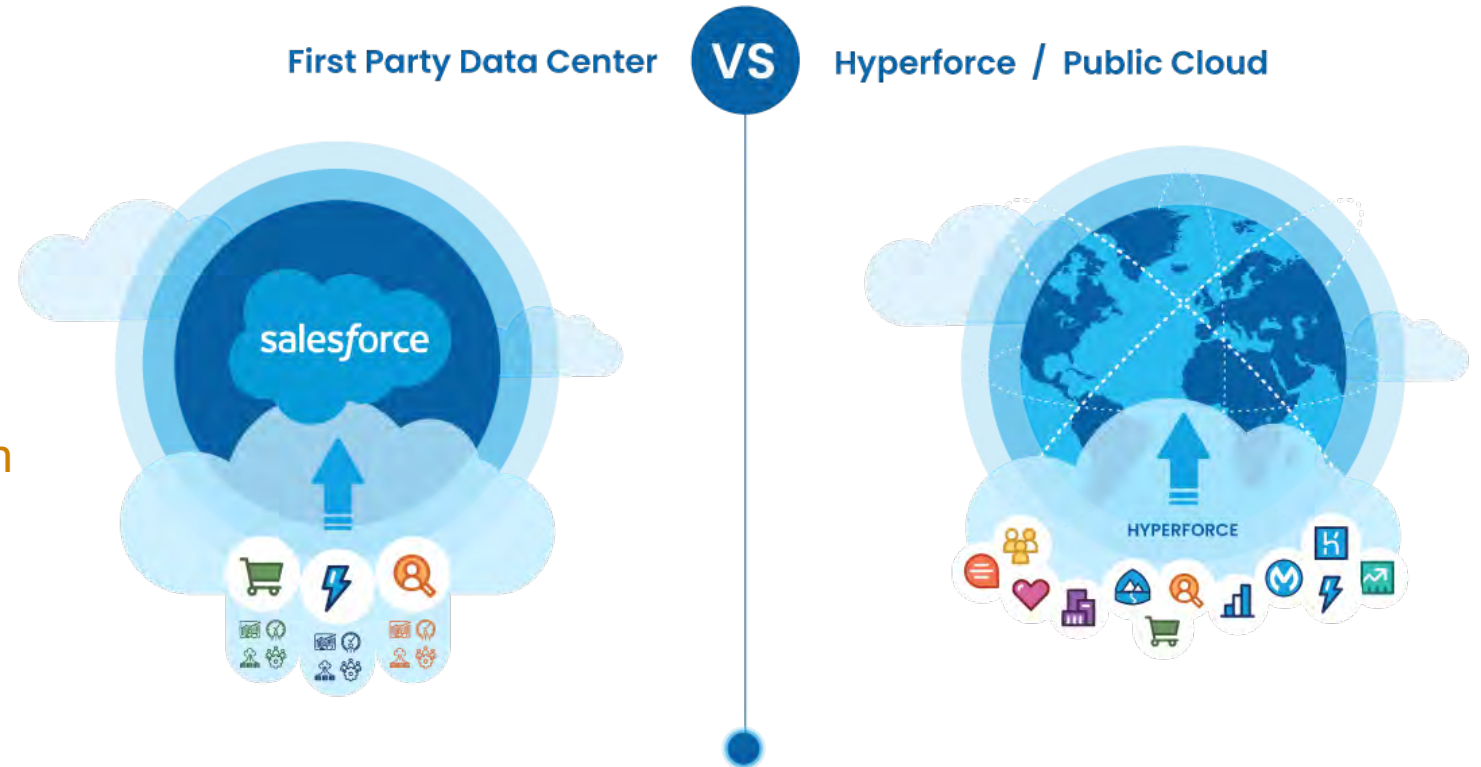 First Party Data Center VS Hyperforce / Public Cloud
salesforce
n
HYPERFORCE